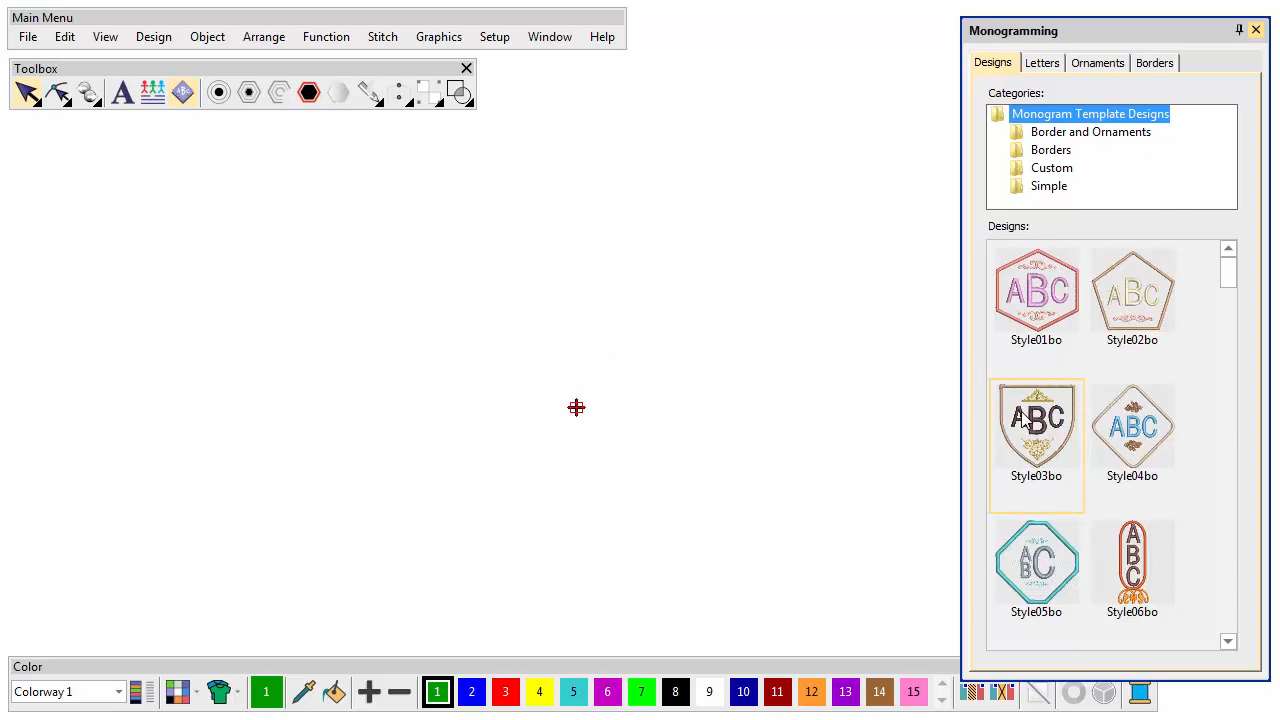 Main Menu
File Edit View Design Object Arrange Function Stitch Graphics Setup Window Help
Toolbox
A
Monogramming
Designs Letters Ornaments Borders
Categories:
Monogram Template Designs
Border and Ornaments
Borders
Custom
Simple
Designs:
ABC ABC
Style01bo Style02bo
ABC ABC
Style03bo Style04bo
ABC ABC
Style05bo Style06bo
Color
Colorway 1 1 1 2 3 4 5 6 7 8 9 10 11 12 13 14 15